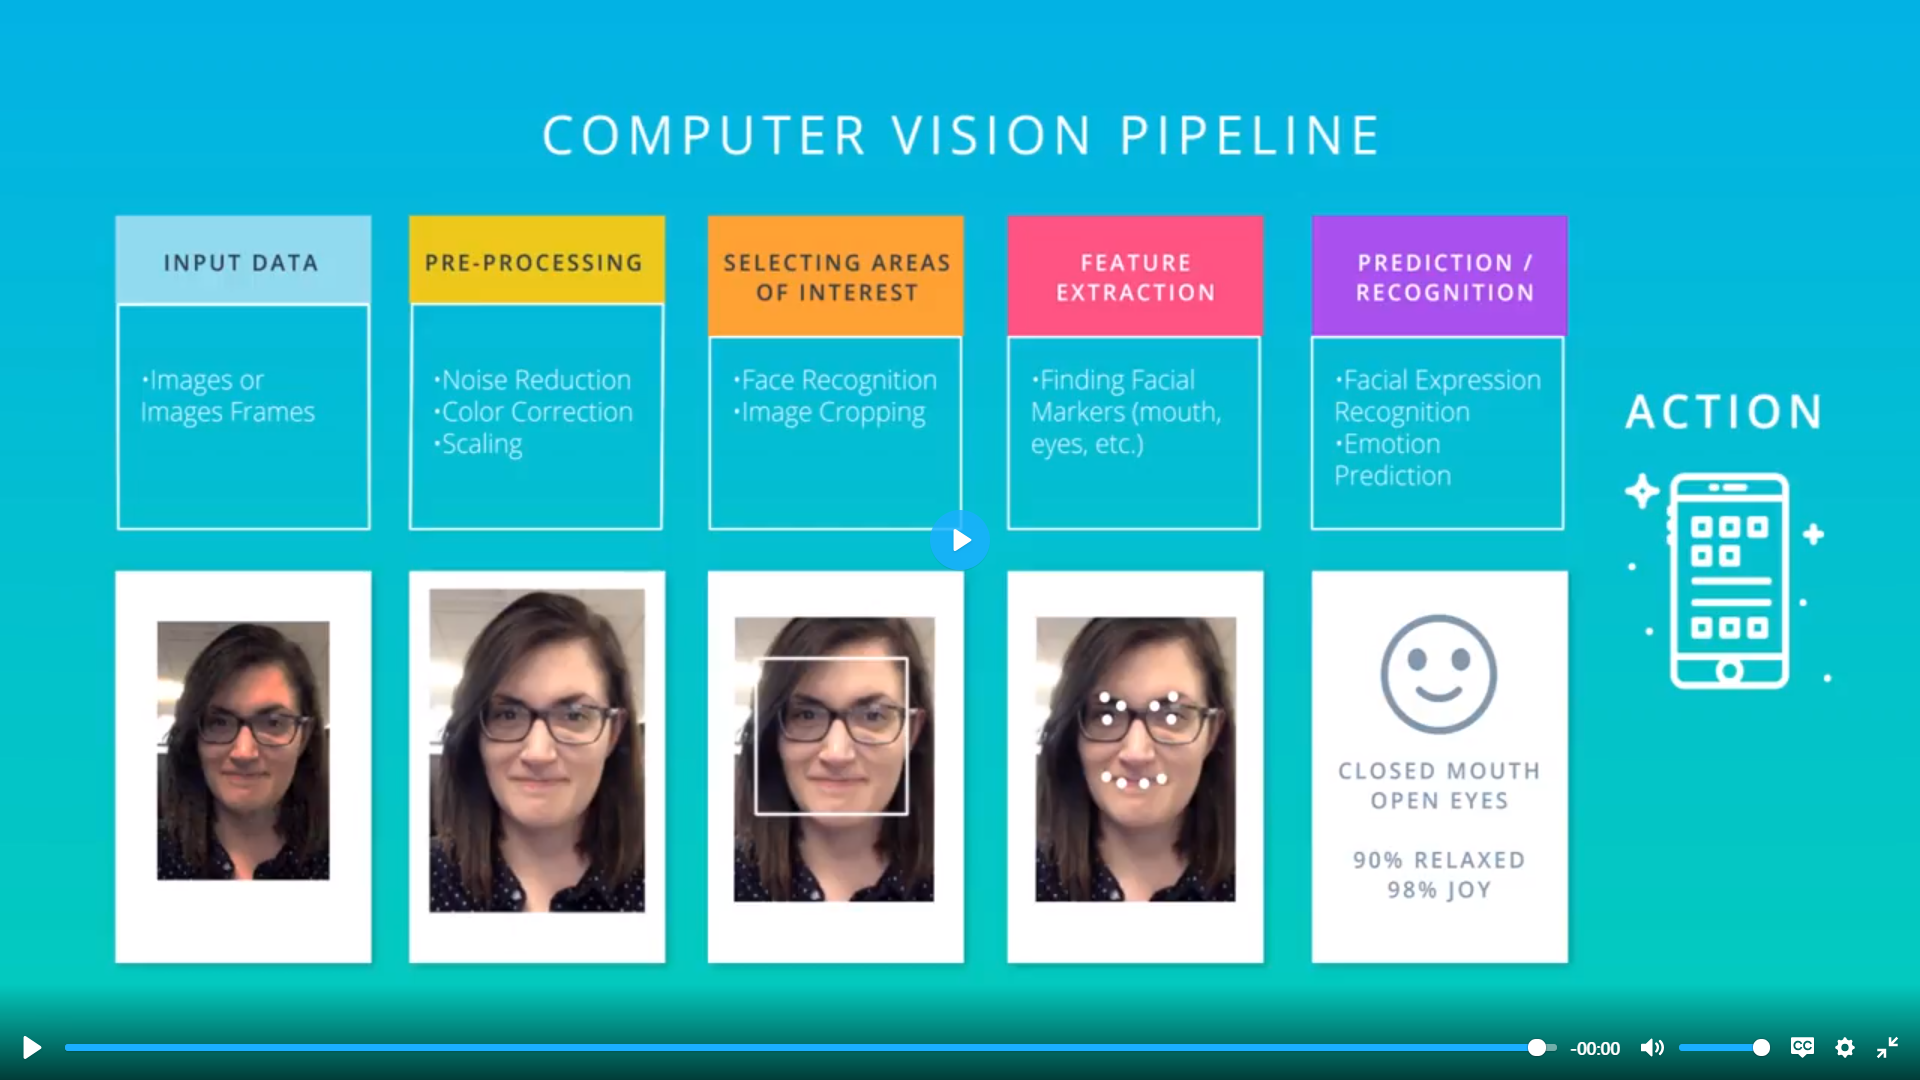 COMPUTER VISION PIPELINE
INPUT DATA
•Images or
Images Frames
PRE-PROCESSING
•Noise Reduction
•Color Correction
•Scaling
SELECTING AREAS
OF INTEREST
•Face Recognition
•Image Cropping
FEATURE
EXTRACTION
•Finding Facial
Markers (mouth,
eyes, etc.)
PREDICTION /
RECOGNITION
•Facial Expression
Recognition
•Emotion
Prediction
ACTION
CLOSED MOUTH
OPEN EYES
90% RELAXED
98% JOY
-00:00
CC